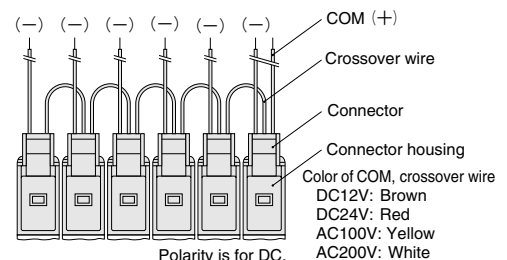 (−) (−) (−) (−) (−) (−)
COM (+)
Crossover wire
Connector
Connector housing
Color of COM, crossover wire
DC12V: Brown
DC24V: Red
AC100V: Yellow
AC200V: White
Polarity is for DC.